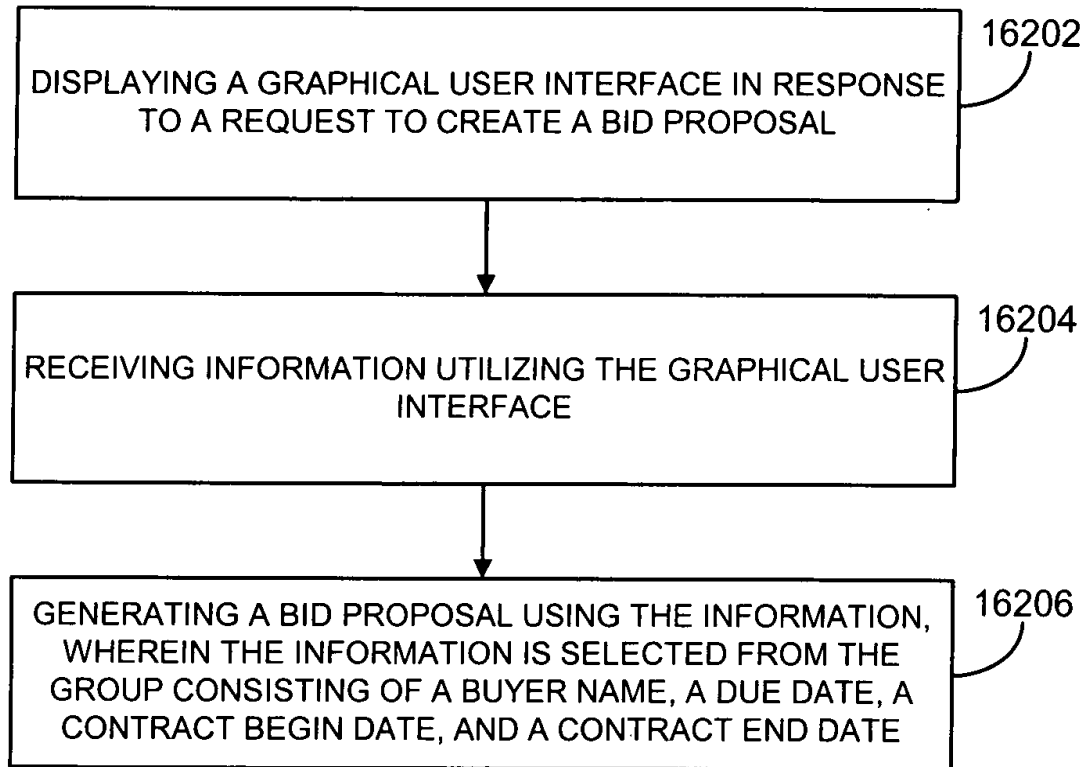 16202
DISPLAYING A GRAPHICAL USER INTERFACE IN RESPONSE
TO A REQUEST TO CREATE A BID PROPOSAL
16204
RECEIVING INFORMATION UTILIZING THE GRAPHICAL USER
INTERFACE
16206
GENERATING A BID PROPOSAL USING THE INFORMATION,
WHEREIN THE INFORMATION IS SELECTED FROM THE
GROUP CONSISTING OF A BUYER NAME, A DUE DATE, A
CONTRACT BEGIN DATE, AND A CONTRACT END DATE